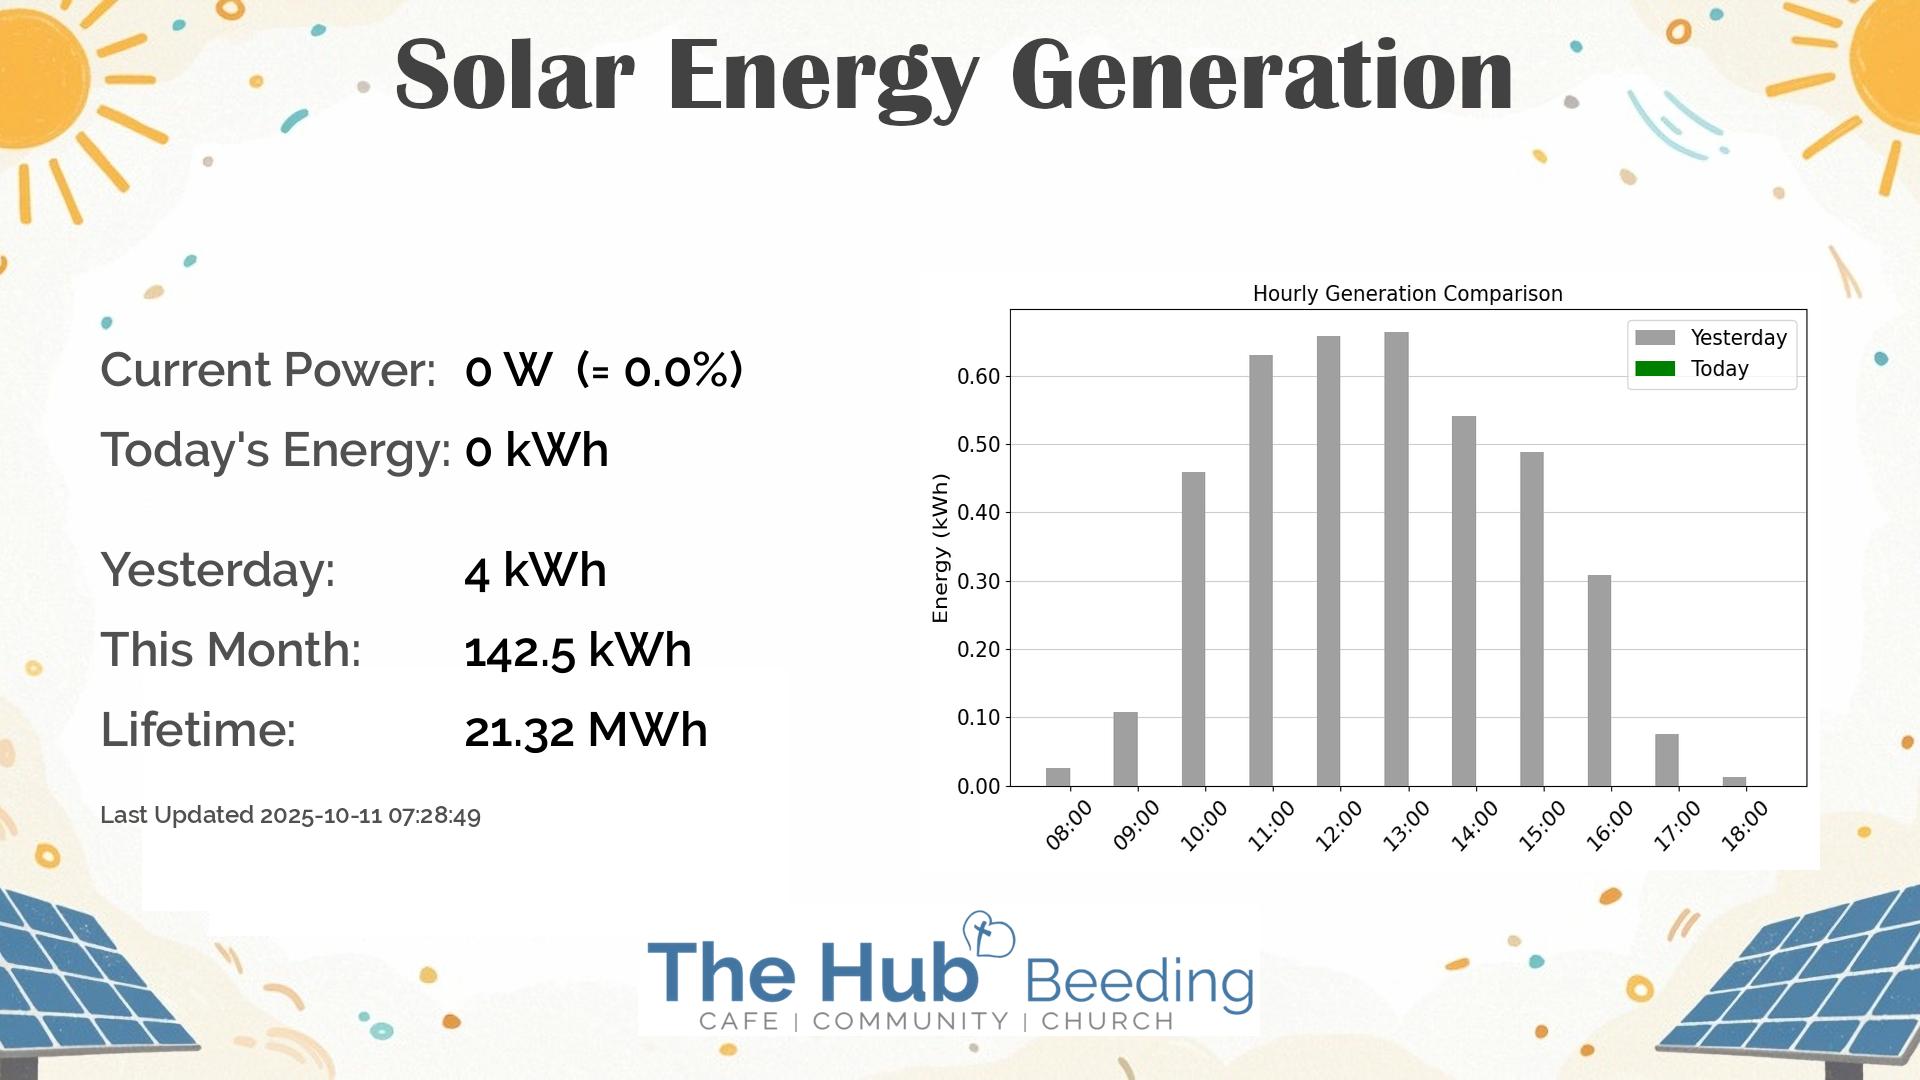 Solar Energy Generation
Current Power: 0 W (= 0.0%)
Today's Energy: 0 kWh
Yesterday: 4 kWh
This Month: 142.5 kWh
Lifetime: 21.32 MWh
Last Updated 2025-10-11 07:28:49
Hourly Generation Comparison
Yesterday
Today
Energy (kWh)
0.60
0.50
0.40
0.30
0.20
0.10
0.00
08:00 09:00 10:00 11:00 12:00 13:00 14:00 15:00 16:00 17:00 18:00
The Hub Beeding
CAFE | COMMUNITY | CHURCH